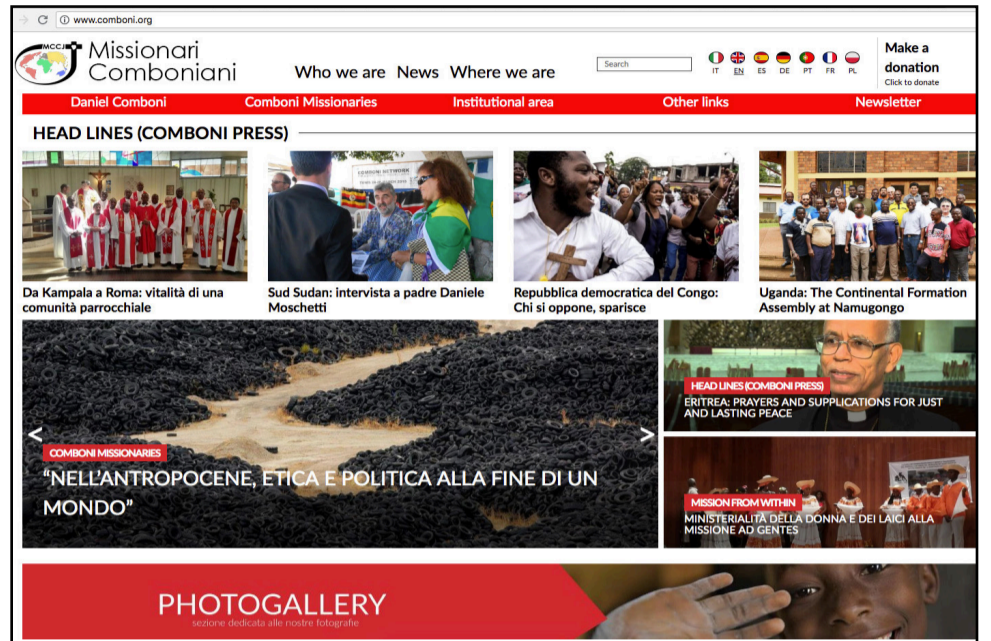 www.comboni.org
MCCJ
Missionari
Comboniani
Who we are News Where we are
Search
IT EN ES DE PT FR PL
Make a
donation
Click to donate
Daniel Comboni Comboni Missionaries Institutional area Other links Newsletter
HEAD LINES (COMBONI PRESS)
COMBONI NETWORK
Da Kampala a Roma: vitalità di una
comunità parrocchiale
Sud Sudan: intervista a padre Daniele
Moschetti
Repubblica democratica del Congo:
Chi si oppone, sparisce
Uganda: The Continental Formation
Assembly at Namugongo
<
>
COMBONI MISSIONARIES
“NELL’ANTROPOCENE, ETICA E POLITICA ALLA FINE DI UN
MONDO”
HEAD LINES (COMBONI PRESS)
ERITREA: PRAYERS AND SUPPLICATIONS FOR JUST
AND LASTING PEACE
MISSION FROM WITHIN
MINISTERIALITÀ DELLA DONNA E DEI LAICI ALLA
MISSIONE AD GENTES
PHOTOGALLERY
sezione dedicata alle nostre fotografie